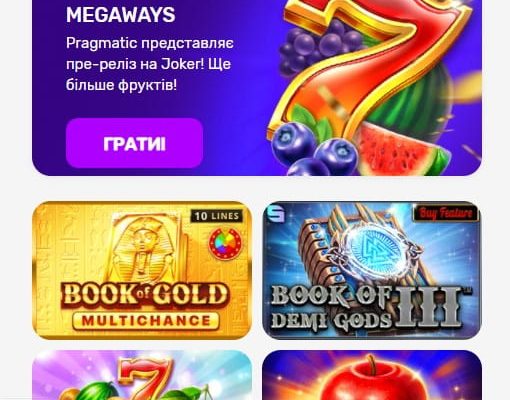 MEGAWAYS
Pragmatic представляє
пре-реліз на Joker! Ще
більше фруктів!
ГРАТИ!
10 LINES
BOOK of GOLD
MULTICHANCE
Buy Feature
BOOK OF
DEMI GODS III